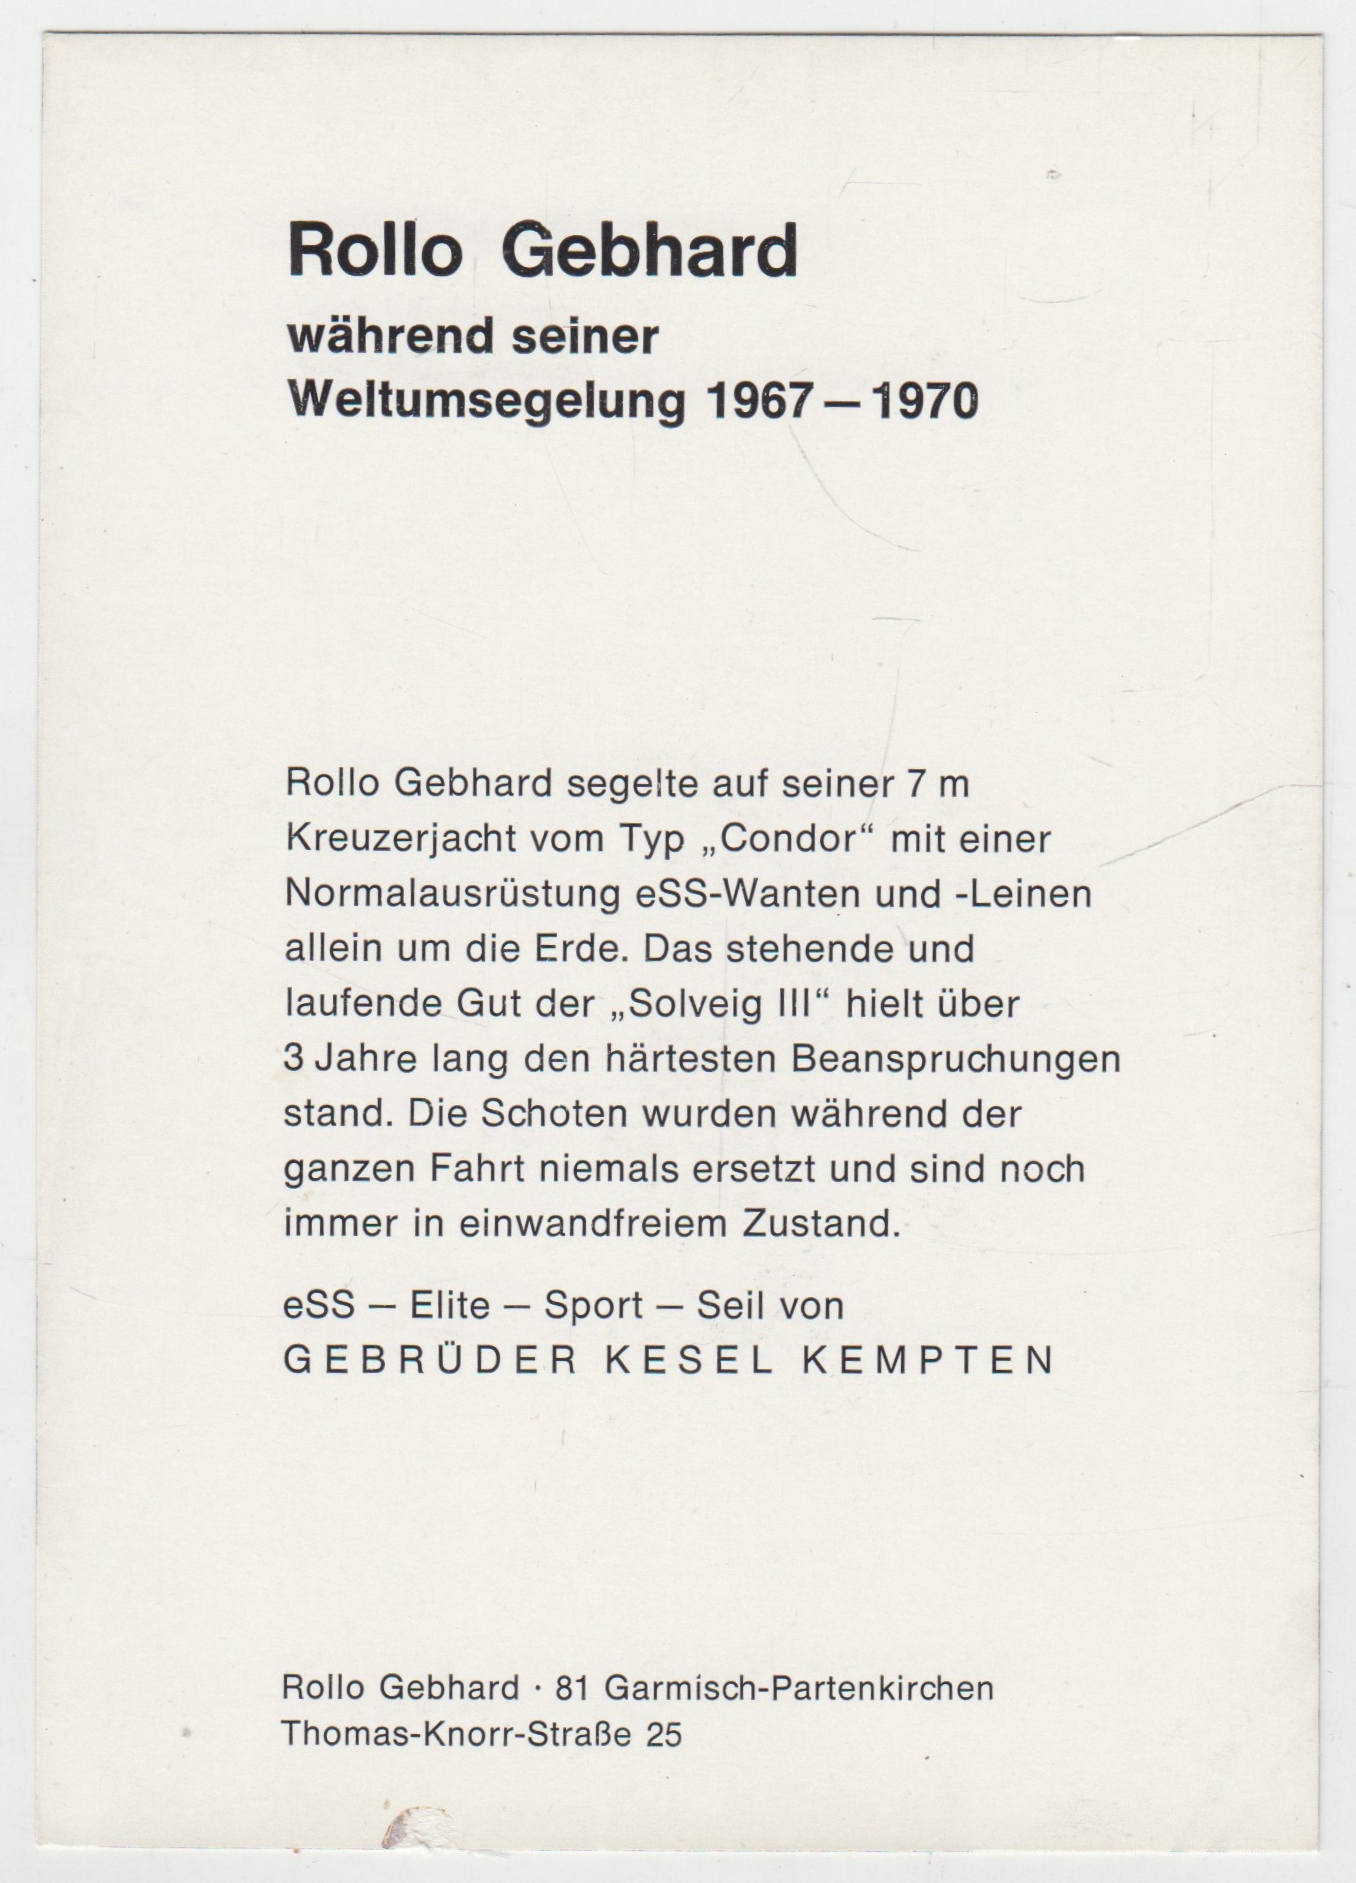 Rollo Gebhard
während seiner
Weltumsegelung 1967 – 1970
Rollo Gebhard segelte auf seiner 7 m
Kreuzerjacht vom Typ „Condor“ mit einer
Normalausrüstung eSS-Wanten und -Leinen
allein um die Erde. Das stehende und
laufende Gut der „Solveig III“ hielt über
3 Jahre lang den härtesten Beanspruchungen
stand. Die Schoten wurden während der
ganzen Fahrt niemals ersetzt und sind noch
immer in einwandfreiem Zustand.
eSS – Elite – Sport – Seil von
GEBRÜDER KESEL KEMPTEN
Rollo Gebhard · 81 Garmisch-Partenkirchen
Thomas-Knorr-Straße 25